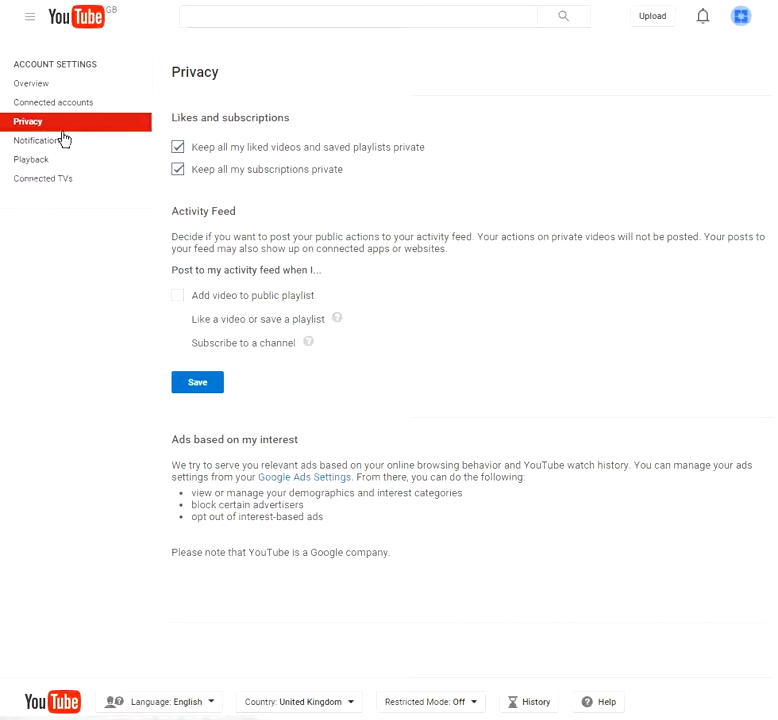 YouTube GB
Upload
ACCOUNT SETTINGS
Overview
Connected accounts
Privacy
Notifications
Playback
Connected TVs
Privacy
Likes and subscriptions
Keep all my liked videos and saved playlists private
Keep all my subscriptions private
Activity Feed
Decide if you want to post your public actions to your activity feed. Your actions on private videos will not be posted. Your posts to
your feed may also show up on connected apps or websites.
Post to my activity feed when I...
Add video to public playlist
Like a video or save a playlist ?
Subscribe to a channel ?
Save
Ads based on my interest
We try to serve you relevant ads based on your online browsing behavior and YouTube watch history. You can manage your ads
settings from your Google Ads Settings. From there, you can do the following:
• view or manage your demographics and interest categories
• block certain advertisers
• opt out of interest-based ads
Please note that YouTube is a Google company.
YouTube Language: English Country: United Kingdom Restricted Mode: Off History ? Help